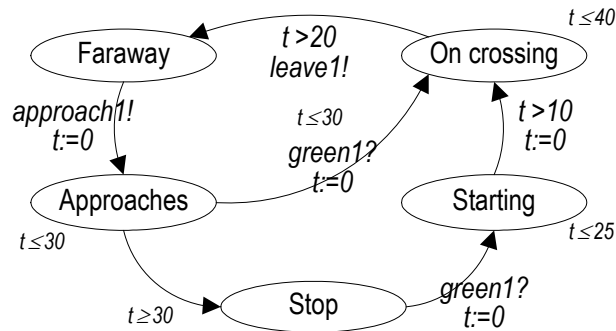 t≤40
Faraway
t >20
leave1!
On crossing
approach1!
t:=0
t≤30
green1?
t:=0
t >10
t:=0
Approaches
Starting
t≤30
t≤25
t≥30
Stop
green1?
t:=0